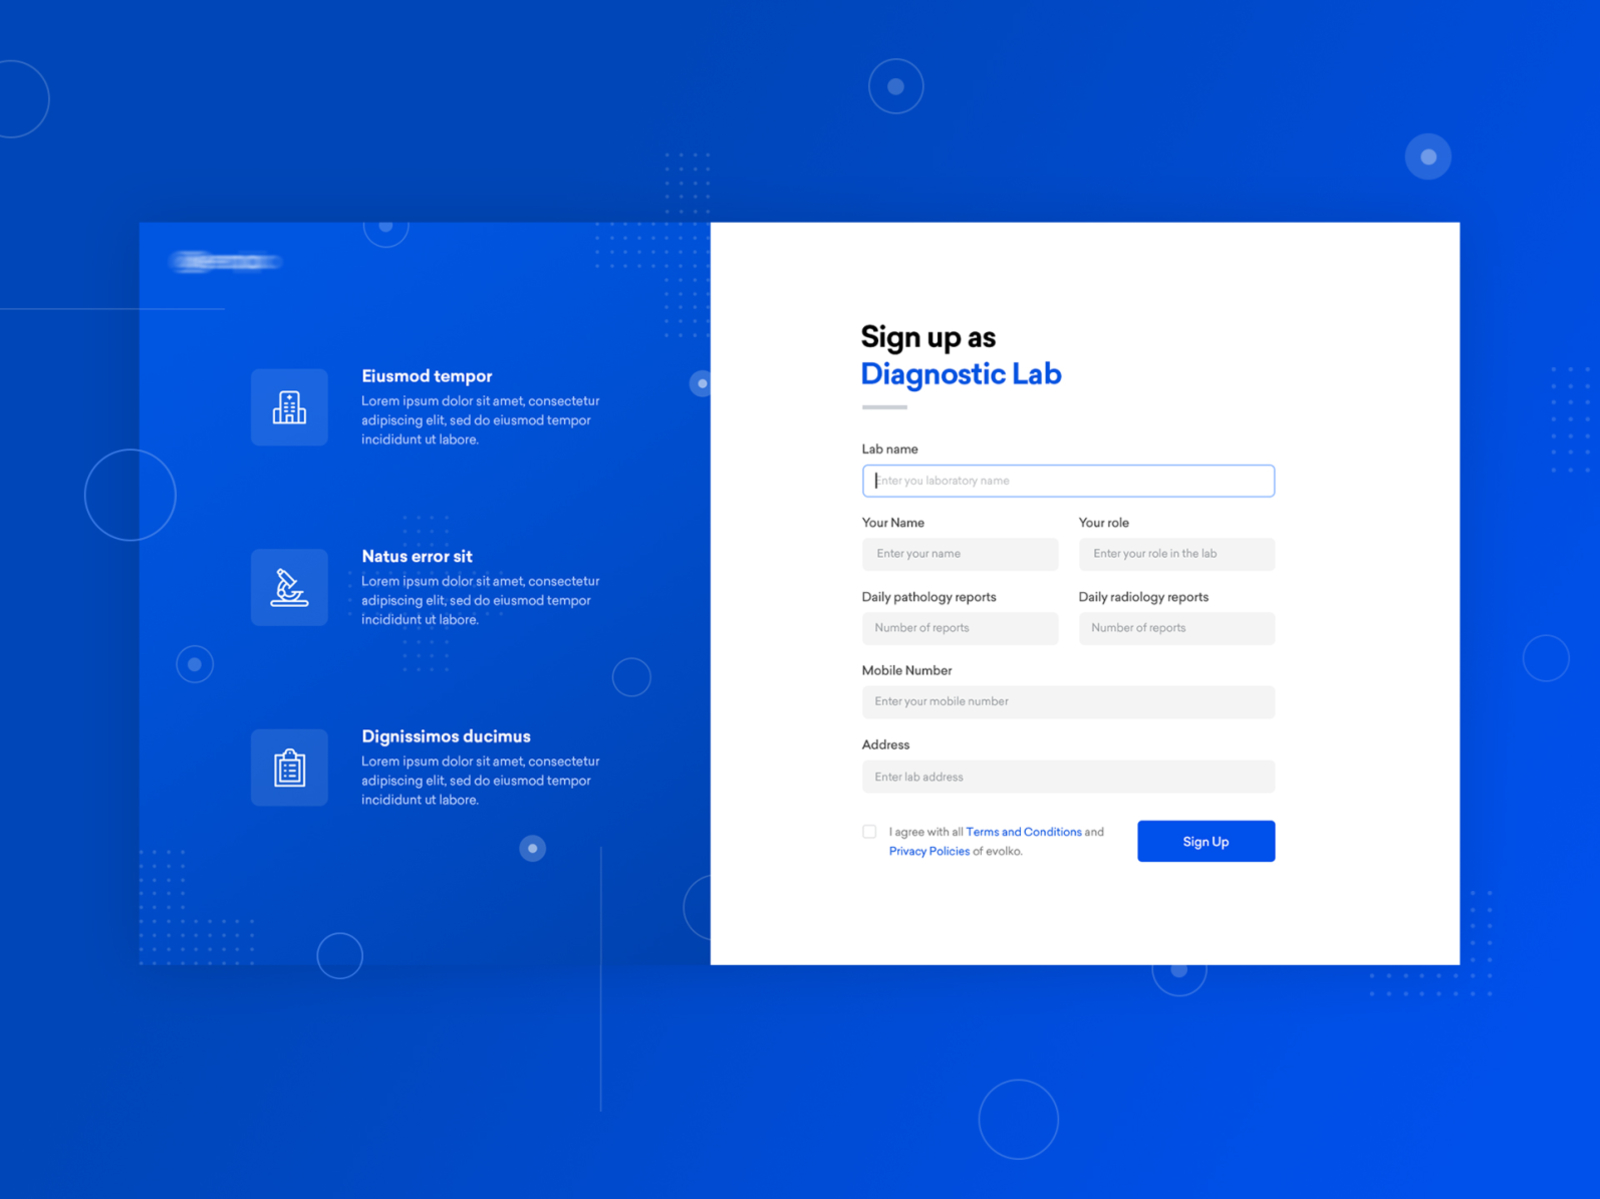 Eiusmod tempor
Lorem ipsum dolor sit amet, consectetur
adipiscing elit, sed do eiusmod tempor
incididunt ut labore.
Natus error sit
Lorem ipsum dolor sit amet, consectetur
adipiscing elit, sed do eiusmod tempor
incididunt ut labore.
Dignissimos ducimus
Lorem ipsum dolor sit amet, consectetur
adipiscing elit, sed do eiusmod tempor
incididunt ut labore.
Sign up as
Diagnostic Lab
Lab name
Enter you laboratory name
Your Name
Your role
Enter your name
Enter your role in the lab
Daily pathology reports
Daily radiology reports
Number of reports
Number of reports
Mobile Number
Enter your mobile number
Address
Enter lab address
I agree with all Terms and Conditions and
Privacy Policies of evolko.
Sign Up